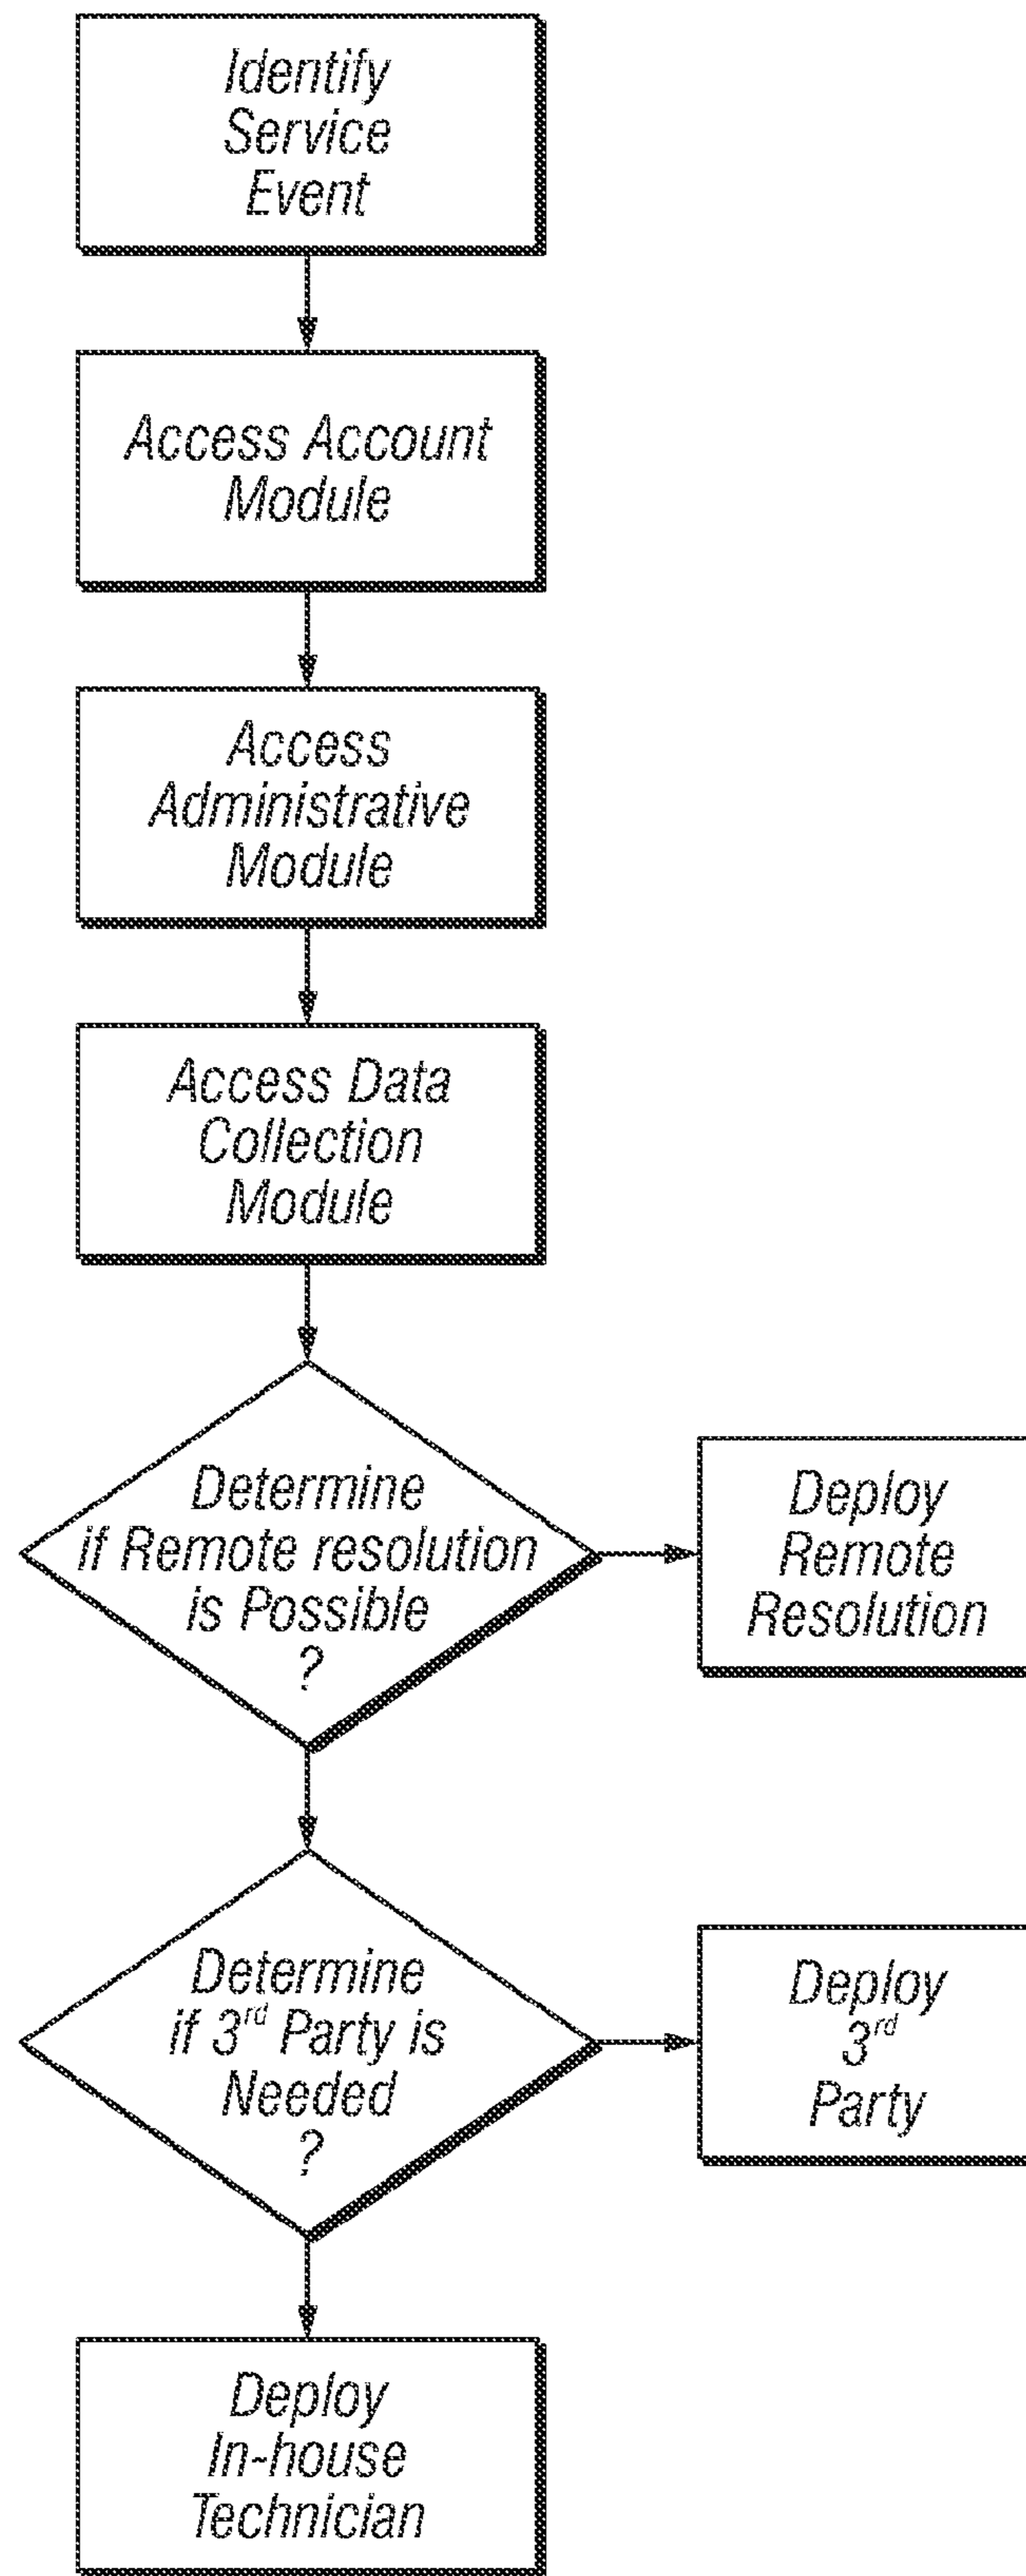 Identify
Service
Event
Access Account
Module
Access
Administrative
Module
Access Data
Collection
Module
Determine
if Remote resolution
is Possible
?
Deploy
Remote
Resolution
Determine
if 3rd Party is
Needed
?
Deploy
3rd
Party
Deploy
In-house
Technician